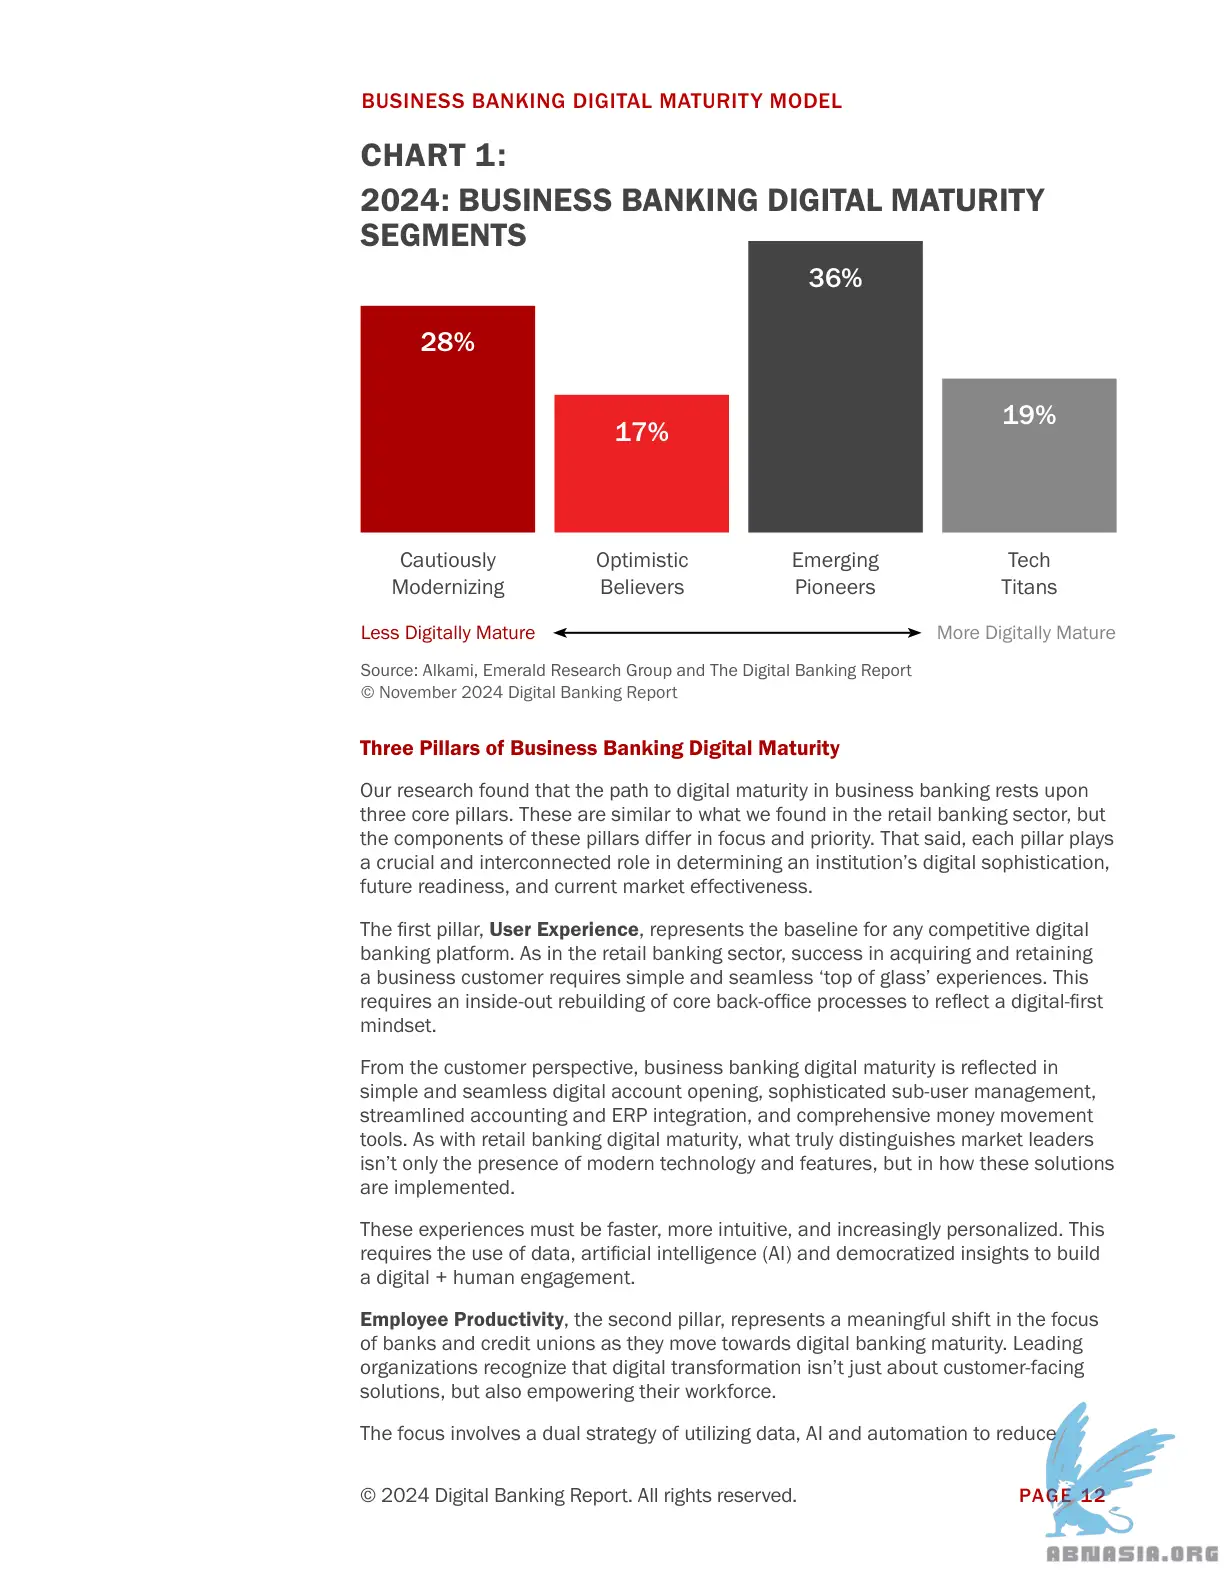 BUSINESS BANKING DIGITAL MATURITY MODEL
CHART 1:
2024: BUSINESS BANKING DIGITAL MATURITY
SEGMENTS
28%
17%
36%
19%
Cautiously
Modernizing
Optimistic
Believers
Emerging
Pioneers
Tech
Titans
Less Digitally Mature
More Digitally Mature
Source: Alkami, Emerald Research Group and The Digital Banking Report
© November 2024 Digital Banking Report
Three Pillars of Business Banking Digital Maturity
Our research found that the path to digital maturity in business banking rests upon
three core pillars. These are similar to what we found in the retail banking sector, but
the components of these pillars differ in focus and priority. That said, each pillar plays
a crucial and interconnected role in determining an institution’s digital sophistication,
future readiness, and current market effectiveness.
The first pillar, User Experience, represents the baseline for any competitive digital
banking platform. As in the retail banking sector, success in acquiring and retaining
a business customer requires simple and seamless ‘top of glass’ experiences. This
requires an inside-out rebuilding of core back-office processes to reflect a digital-first
mindset.
From the customer perspective, business banking digital maturity is reflected in
simple and seamless digital account opening, sophisticated sub-user management,
streamlined accounting and ERP integration, and comprehensive money movement
tools. As with retail banking digital maturity, what truly distinguishes market leaders
isn’t only the presence of modern technology and features, but in how these solutions
are implemented.
These experiences must be faster, more intuitive, and increasingly personalized. This
requires the use of data, artificial intelligence (AI) and democratized insights to build
a digital + human engagement.
Employee Productivity, the second pillar, represents a meaningful shift in the focus
of banks and credit unions as they move towards digital banking maturity. Leading
organizations recognize that digital transformation isn’t just about customer-facing
solutions, but also empowering their workforce.
The focus involves a dual strategy of utilizing data, AI and automation to reduce
© 2024 Digital Banking Report. All rights reserved.
PAGE 12
ABNASIA.ORG